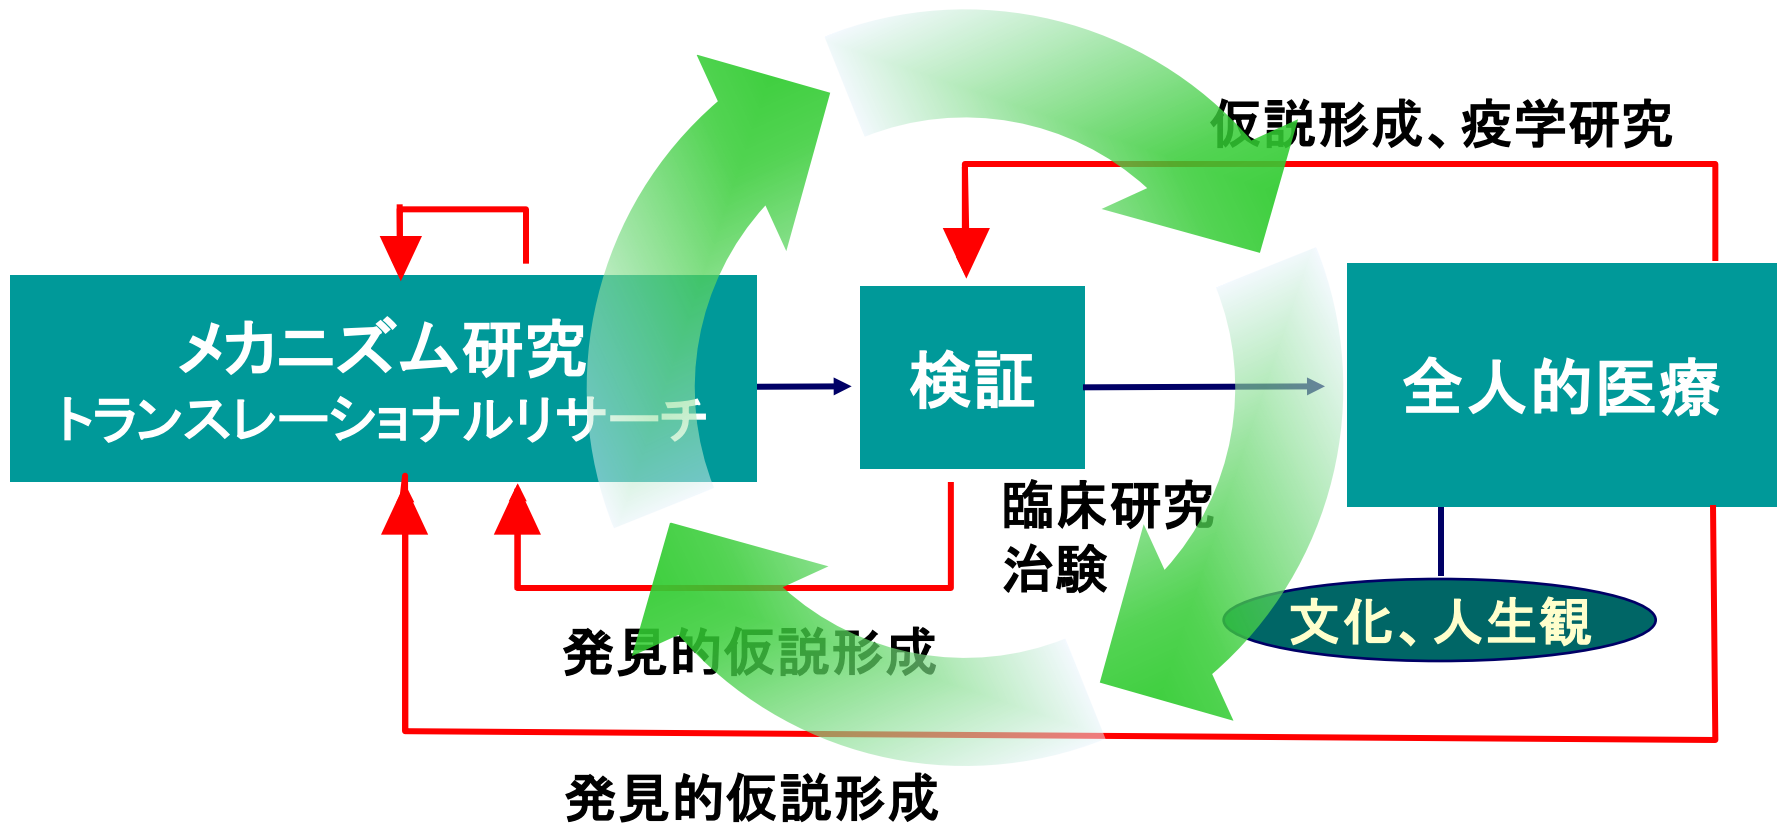 仮説形成、疫学研究
メカニズム研究
トランスレーショナルリサーチ
検証
全人的医療
臨床研究
治験
文化、人生観
発見的仮説形成
発見的仮説形成